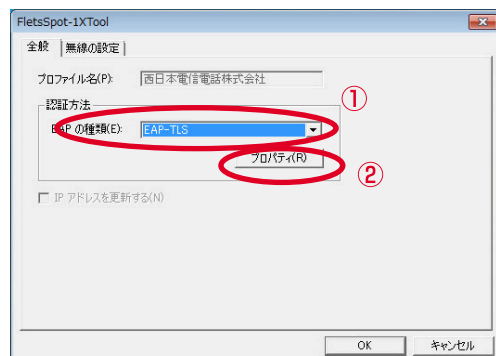 FletsSpot-1XTool
全般 無線の設定
プロファイル名(P): 西日本電信電話株式会社
認証方法
①
EAP の種類(E): EAP-TLS
プロパティ(R)
②
IP アドレスを更新する(N)
OK キャンセル